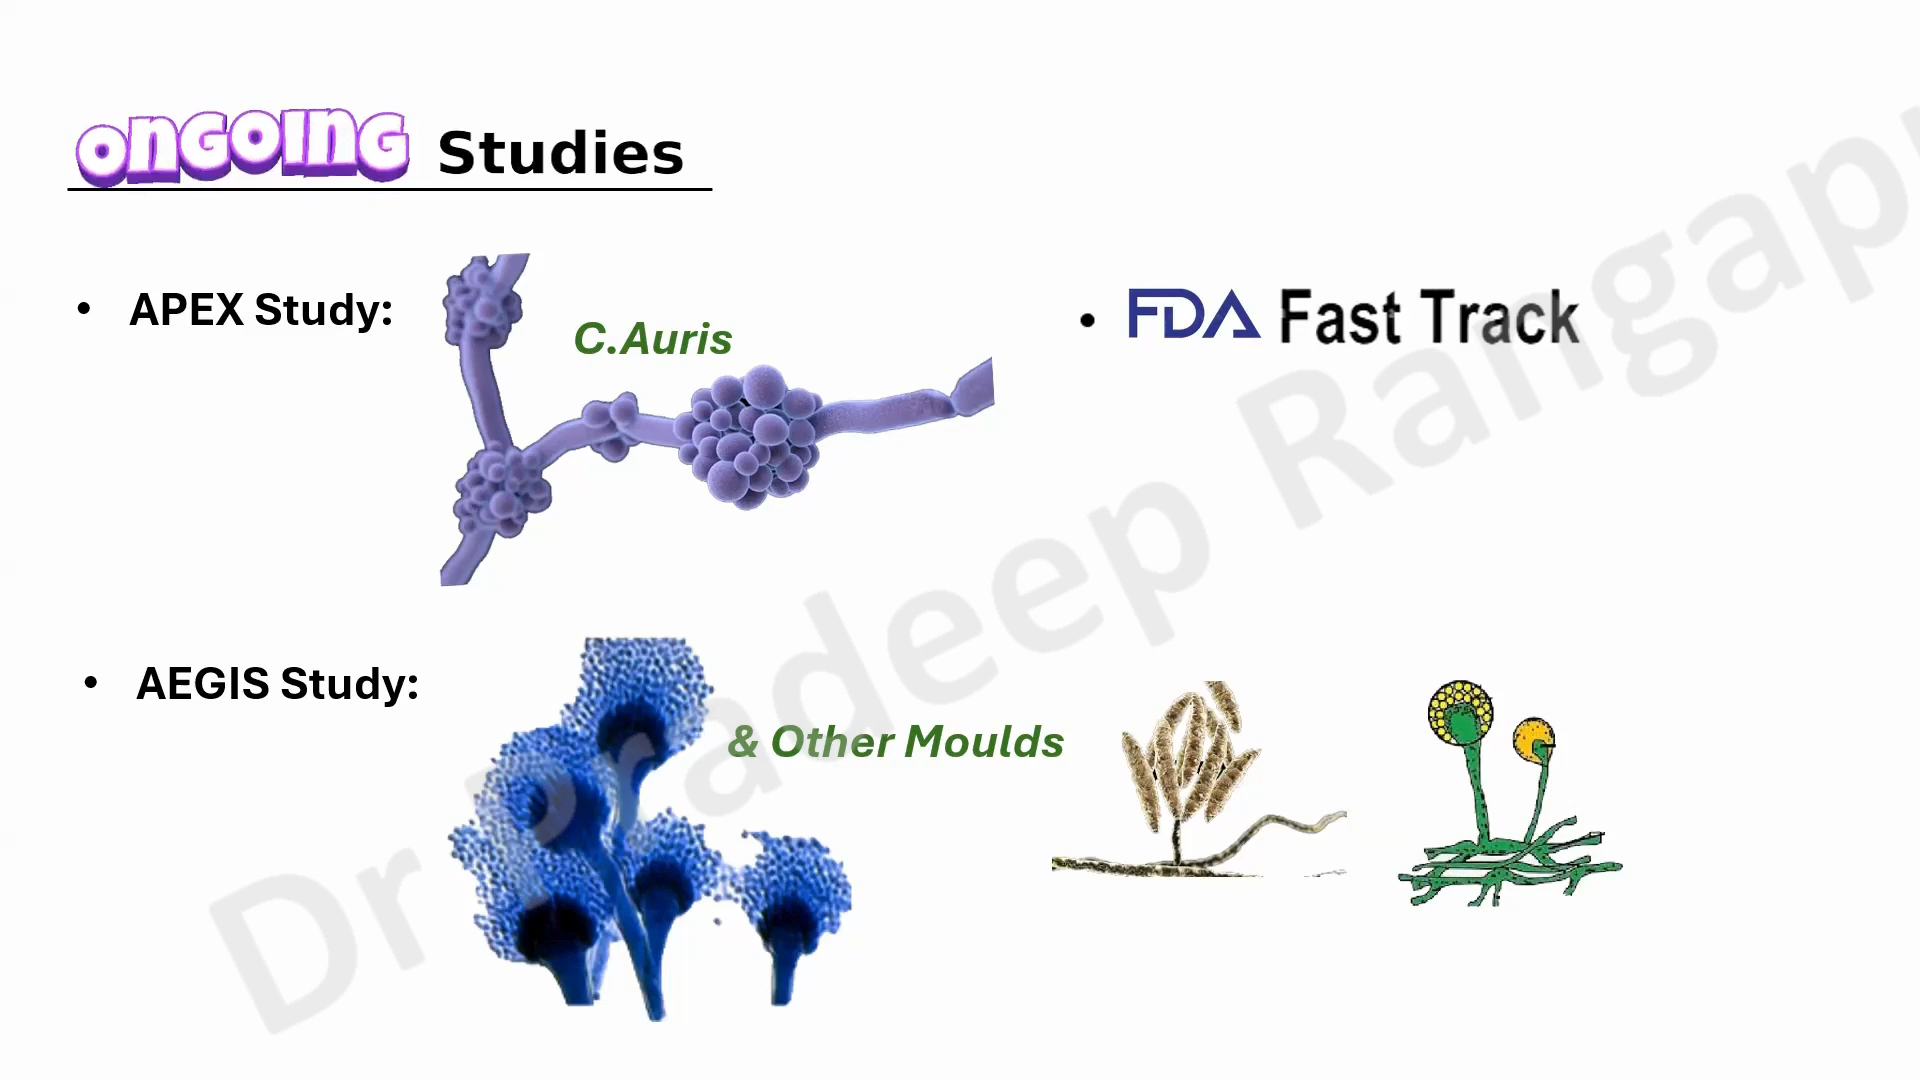 ONGOING Studies
• APEX Study:
C.Auris
• FDA Fast Track
• AEGIS Study:
& Other Moulds
Dr Pradeep Rangap